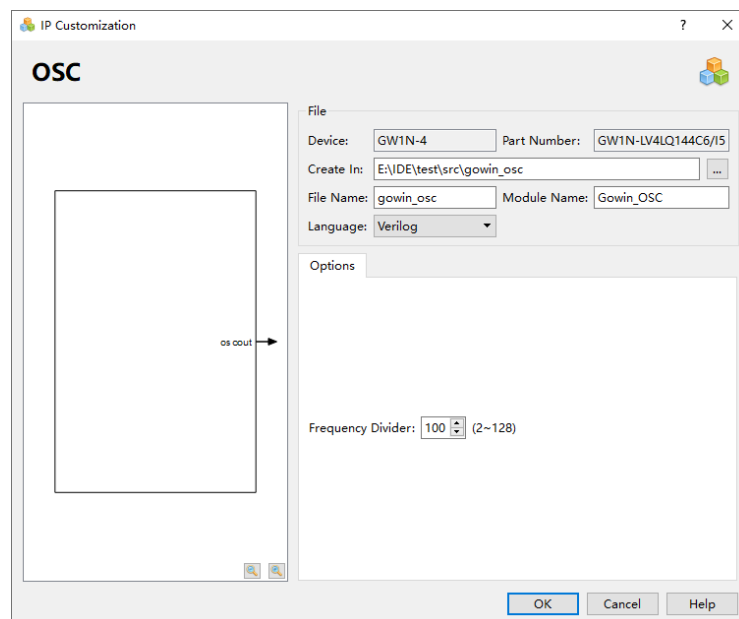 IP Customization
?
OSC
File
Device: GW1N-4 Part Number: GW1N-LV4LQ144C6/I5
Create In: E:\IDE\test\src\gowin_osc ...
File Name: gowin_osc Module Name: Gowin_OSC
Language: Verilog
Options
oscout
Frequency Divider: 100 (2~128)
OK Cancel Help